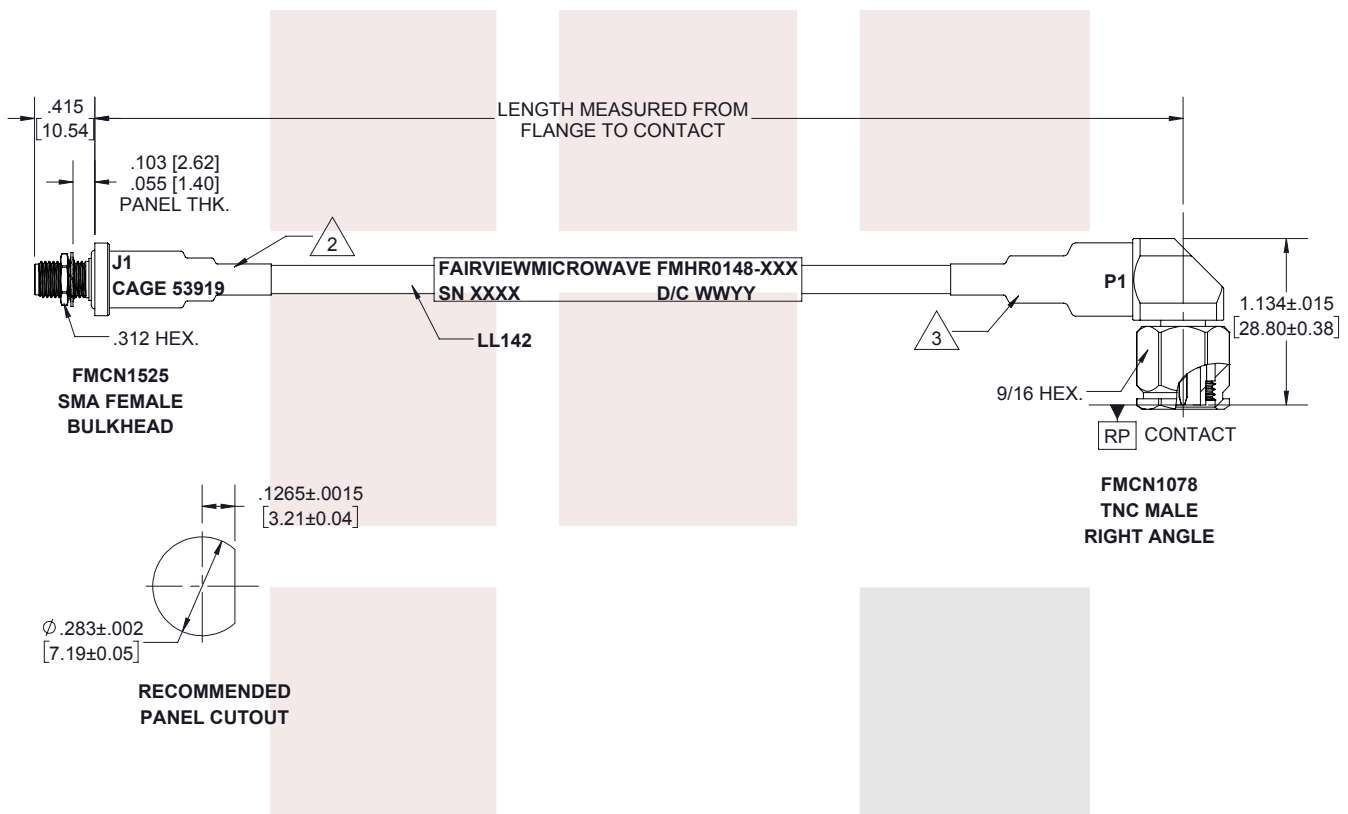 .415
[10.54]
LENGTH MEASURED FROM
FLANGE TO CONTACT
.103 [2.62]
.055 [1.40]
PANEL THK.
2
J1
CAGE 53919
FAIRVIEWMICROWAVE FMHR0148-XXX
SN XXXX D/C WWYY
P1
1.134±.015
[28.80±0.38]
.312 HEX.
LL142
3
FMCN1525
SMA FEMALE
BULKHEAD
9/16 HEX.
RP CONTACT
FMCN1078
TNC MALE
RIGHT ANGLE
.1265±.0015
[3.21±0.04]
∅.283±.002
[7.19±0.05]
RECOMMENDED
PANEL CUTOUT